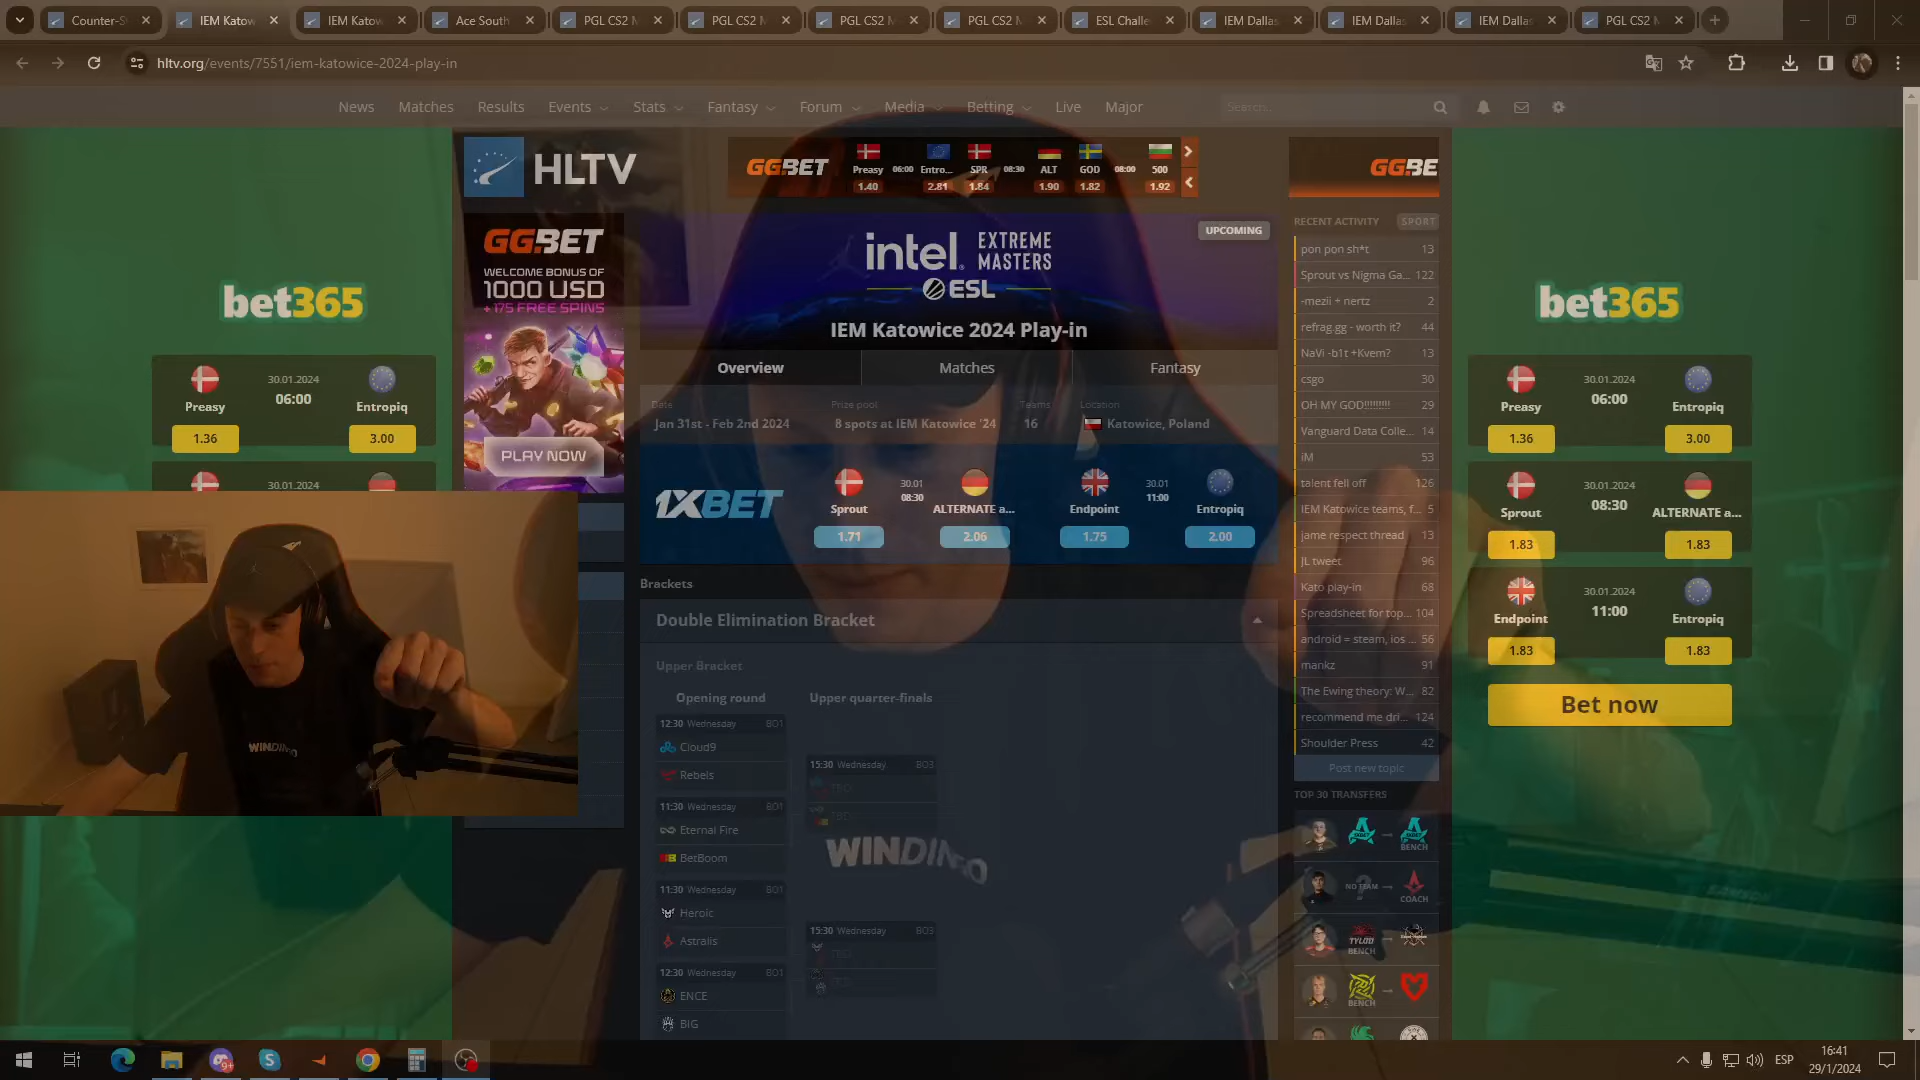 Counter-S
IEM Katow
IEM Katow
Ace South
PGL CS2 M
PGL CS2 M
PGL CS2 M
PGL CS2 M
ESL Challe
IEM Dallas
IEM Dallas
IEM Dallas
PGL CS2 M
hltv.org/events/7551/iem-katowice-2024-play-in
News Matches Results Events Stats Fantasy Forum Media Betting Live Major
Search...
HLTV
GG.BET
Preasy 06:00 Entro... SPR 08:30 ALT GOD 08:00 500
1.40 2.81 1.84 1.90 1.82 1.92
GG.BE
GG.BET
WELCOME BONUS OF
1000 USD
+ 175 FREE SPINS
PLAY NOW
UPCOMING
intel. EXTREME
MASTERS
ESL
IEM Katowice 2024 Play-in
Overview Matches Fantasy
Date Prize pool Teams Location
Jan 31st - Feb 2nd 2024 8 spots at IEM Katowice '24 16 Katowice, Poland
1XBET
30.01 08:30
Sprout ALTERNATE a...
1.71 2.06
30.01 11:00
Endpoint Entropiq
1.75 2.00
bet365
30.01.2024
06:00
Preasy Entropiq
1.36 3.00
30.01.2024
Brackets
Double Elimination Bracket
Upper Bracket
Opening round Upper quarter-finals
12:30 Wednesday BO1
Cloud9
Rebels
11:30 Wednesday BO1
Eternal Fire
BetBoom
11:30 Wednesday BO1
Heroic
Astralis
12:30 Wednesday BO1
ENCE
BIG
15:30 Wednesday BO3
TBD
TBD
15:30 Wednesday BO3
TBD
TBD
WINDINGO
RECENT ACTIVITY SPORT
pon pon sh*t 13
Sprout vs Nigma Ga... 122
-mezii + nertz 2
refrag.gg - worth it? 44
NaVi -b1t +Kvem? 13
csgo 30
OH MY GOD!!!!!!!!! 29
Vanguard Data Colle... 14
iM 53
talent fell off 126
IEM Katowice teams, f... 5
jame respect thread 13
JL tweet 96
Kato play-in 68
Spreadsheet for top... 104
android = steam, ios ... 56
mankz 91
The Ewing theory: W... 82
recommend me dri... 124
Shoulder Press 42
Post new topic
TOP 30 TRANSFERS
BENCH
NO TEAM COACH
TYLOO
BENCH
BENCH
bet365
30.01.2024
06:00
Preasy Entropiq
1.36 3.00
30.01.2024
08:30
Sprout ALTERNATE a...
1.83 1.83
30.01.2024
11:00
Endpoint Entropiq
1.83 1.83
Bet now
9+
ESP
16:41
29/1/2024